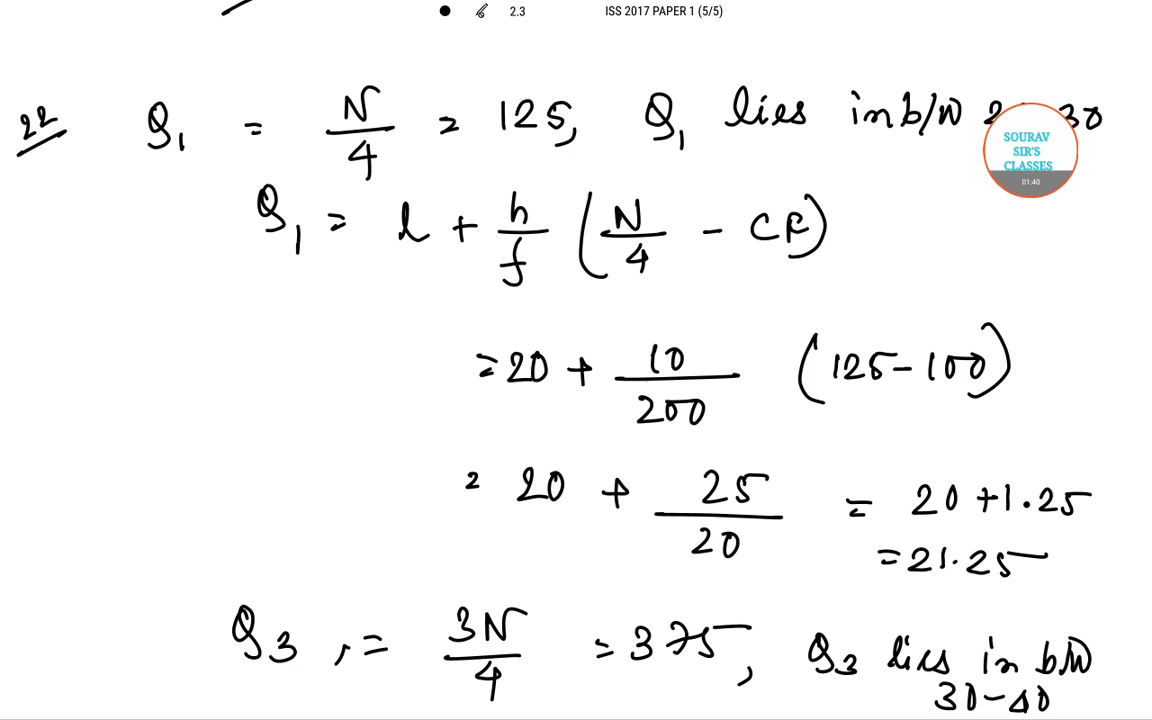 2.3 ISS 2017 PAPER 1 (5/5)
22 Q₁ = N/4 = 125, Q₁ lies in b/w 30
SOURAV
SIR'S
CLASSES
01:40
Q₁ = l + h/f (N/4 - CF)
= 20 + 10/200 (125-100)
= 20 + 25/20 = 20 + 1.25
= 21.25
Q₃, = 3N/4 = 375, Q₃ lies in b/w
30-40